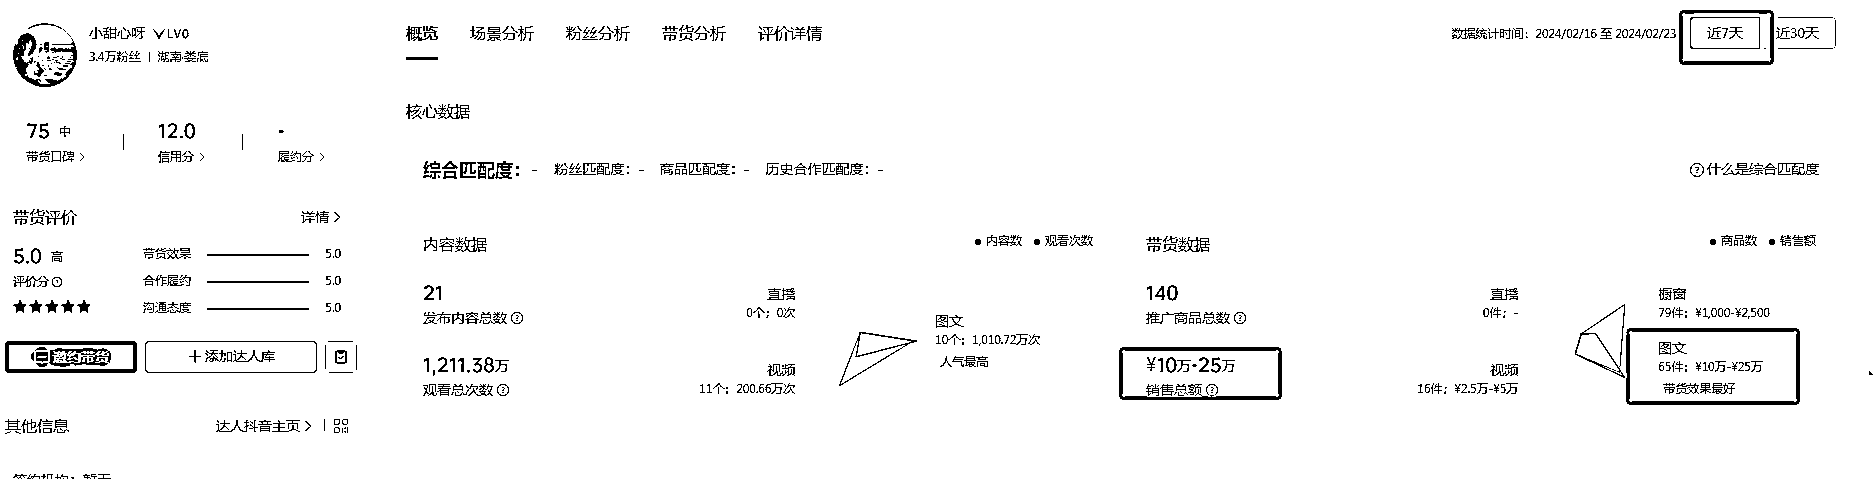 小甜心呀 LV0
3.4万粉丝 | 湖南·娄底
75 中
带货口碑 >
12.0
信用分 >
-
履约分 >
带货评价
详情 >
5.0 高
评价分
带货效果 5.0
合作履约 5.0
沟通态度 5.0
邀约带货
+ 添加达人库
其他信息
达人抖音主页 >
概览 场景分析 粉丝分析 带货分析 评价详情
数据统计时间：2024/02/16 至 2024/02/23
近7天 近30天
核心数据
综合匹配度：- 粉丝匹配度：- 商品匹配度：- 历史合作匹配度：-
什么是综合匹配度
内容数据
● 内容数 ● 观看次数
21
发布内容总数
1,211.38万
观看总次数
直播
0个；0次
视频
11个；200.66万次
图文
10个；1,010.72万次
人气最高
带货数据
● 商品数 ● 销售额
140
推广商品总数
¥10万-25万
销售总额
直播
0件；-
视频
16件；¥2.5万-¥5万
橱窗
79件；¥1,000-¥2,500
图文
65件；¥10万-¥25万
带货效果最好